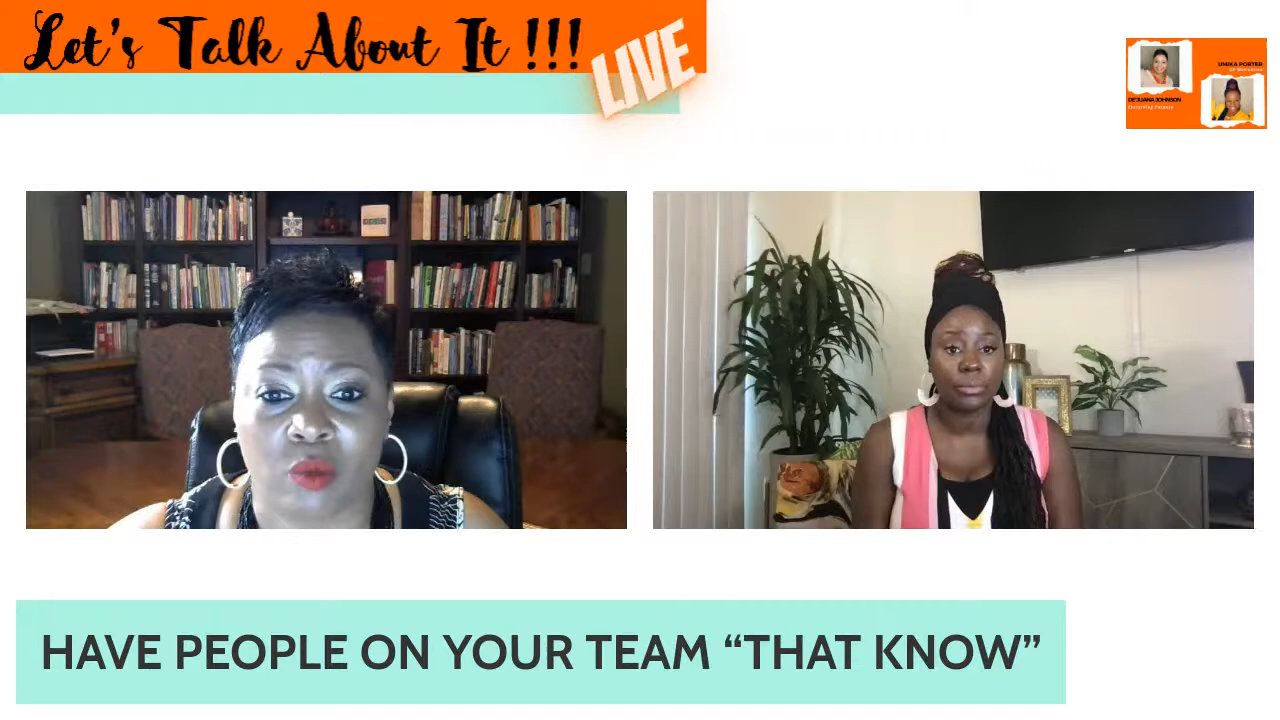 Let's Talk About It !!!
LIVE
UNIKA PORTER
DE'JUANA JOHNSON
HAVE PEOPLE ON YOUR TEAM “THAT KNOW”